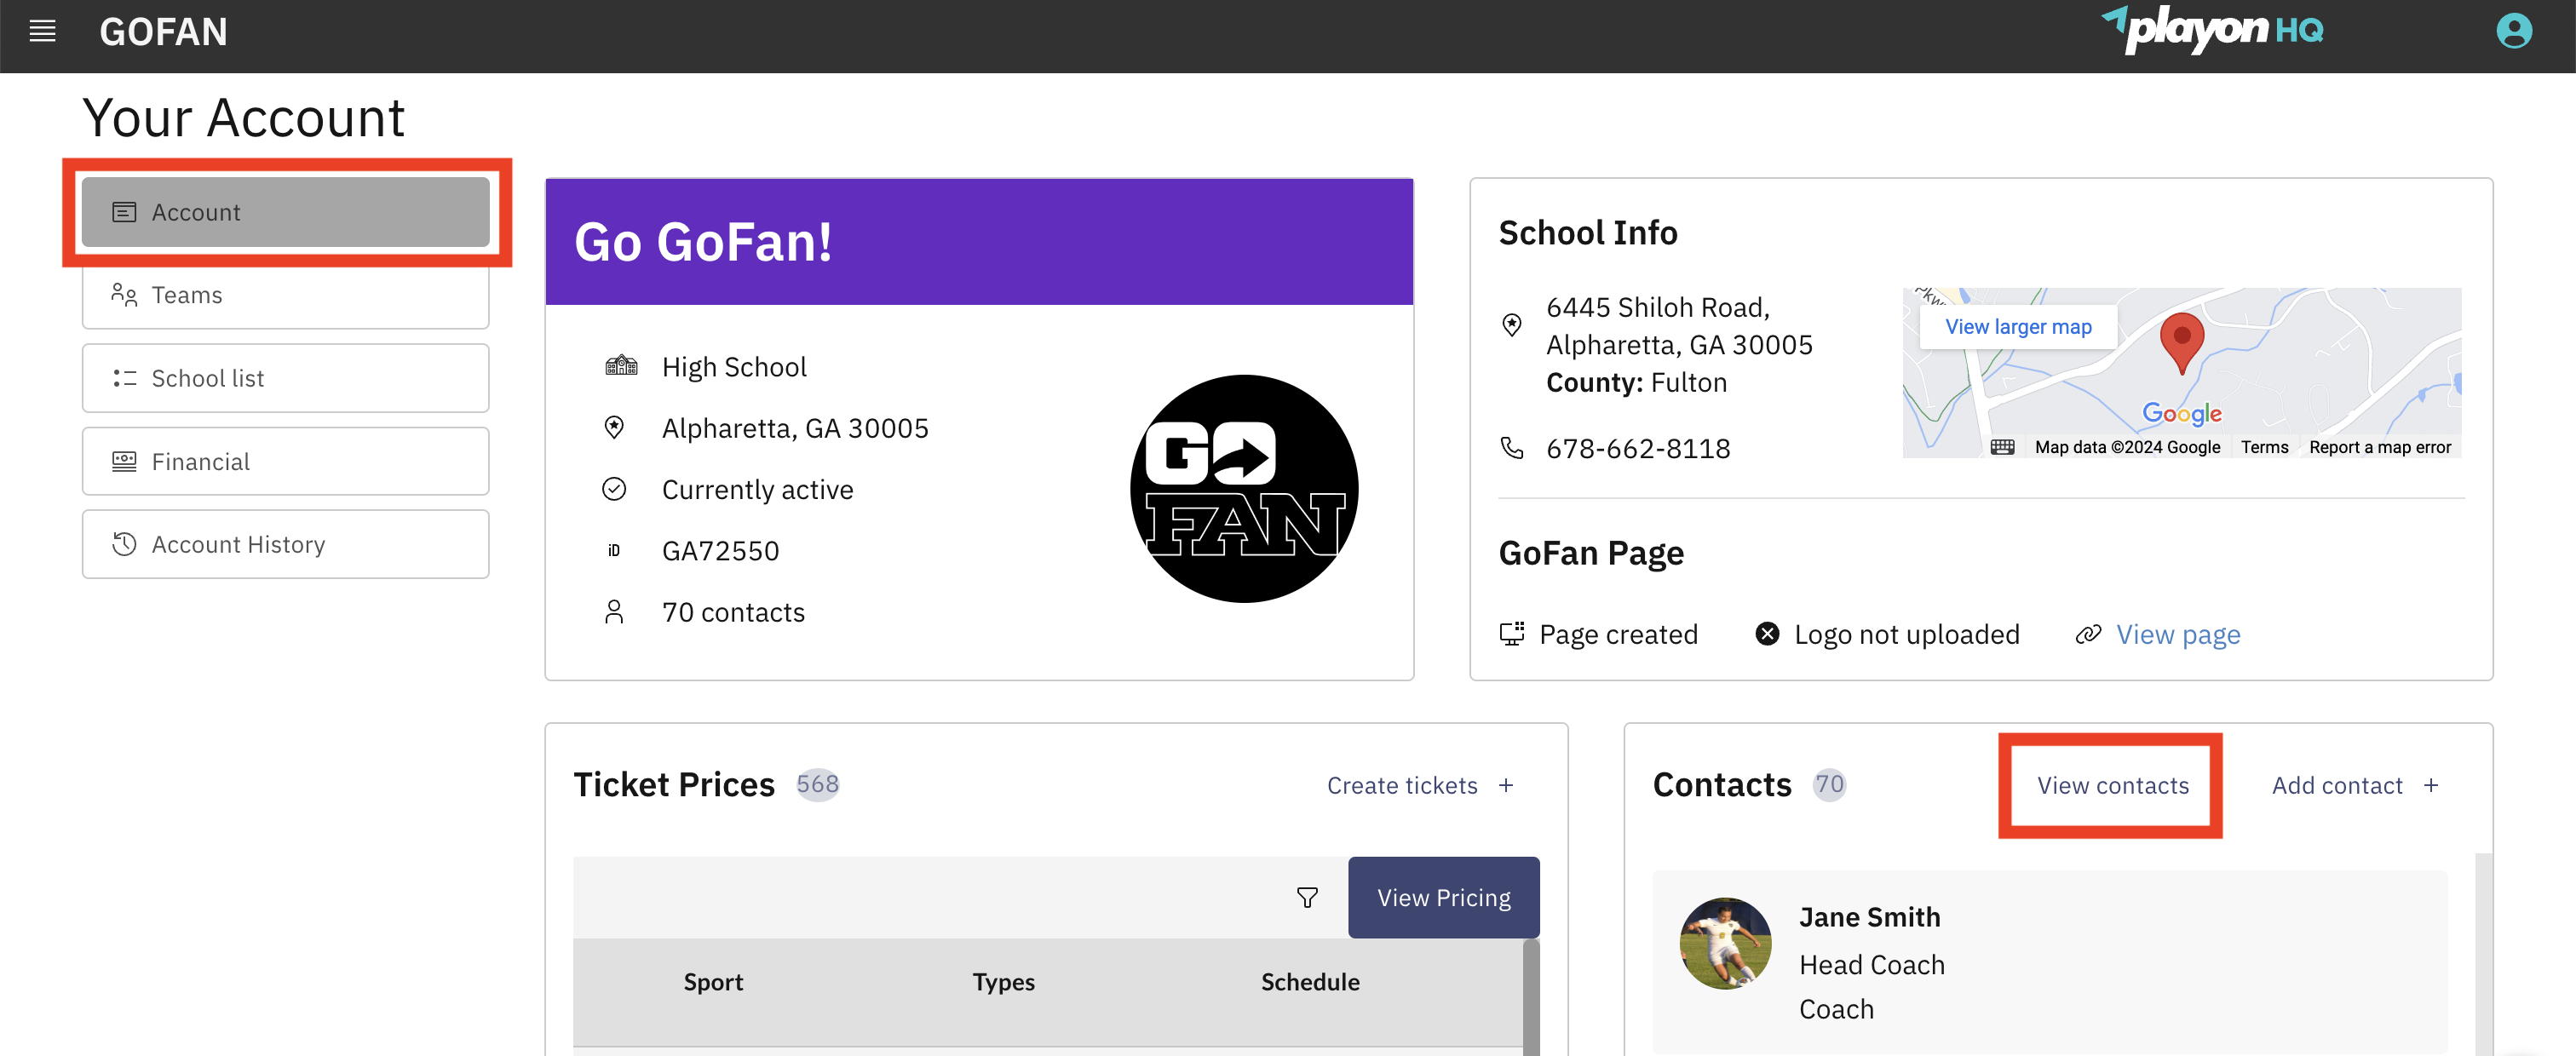 GOFAN
playon HQ
Your Account
Account
Teams
School list
Financial
Account History
Go GoFan!
High School
Alpharetta, GA 30005
Currently active
iD GA72550
70 contacts
GO
FAN
School Info
6445 Shiloh Road,
Alpharetta, GA 30005
County: Fulton
678-662-8118
Pkwy
View larger map
Google
Map data ©2024 Google Terms Report a map error
GoFan Page
Page created Logo not uploaded View page
Ticket Prices 568 Create tickets +
View Pricing
Sport Types Schedule
Contacts 70 View contacts Add contact +
Jane Smith
Head Coach
Coach